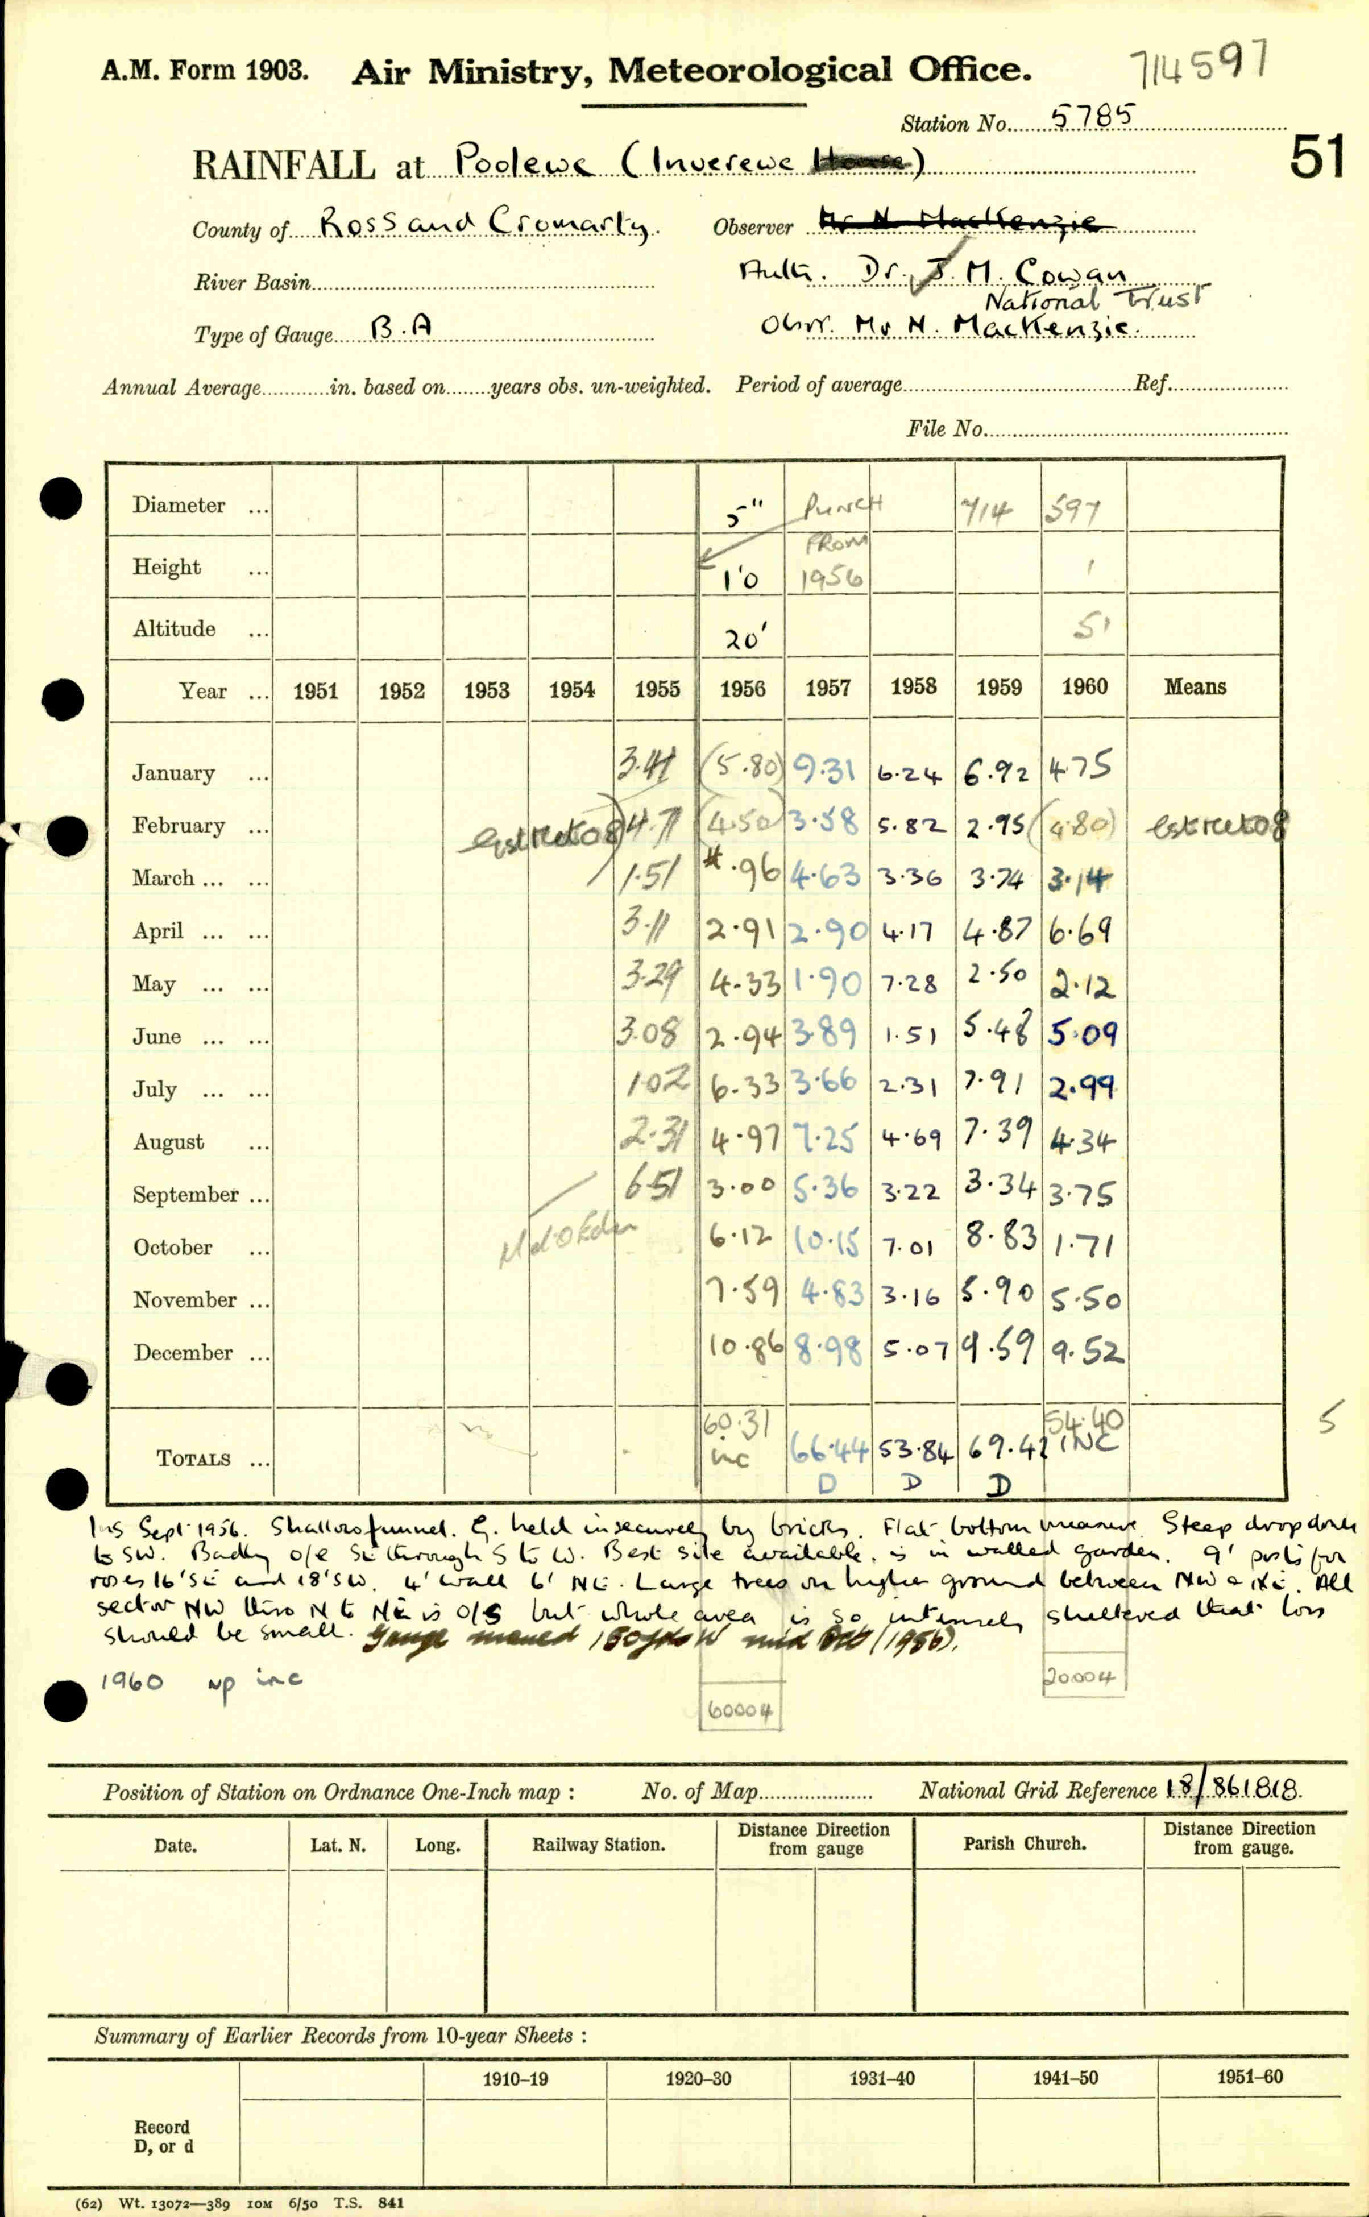 A.M. Form 1903. Air Ministry, Meteorological Office. 714597
Station No. 5785
51
RAINFALL at Poolewe (Inverewe House)
County of Ross and Cromarty. Observer Mr N. MacKenzie
River Basin Auth. Dr. J. M. Cowan
National Trust
Type of Gauge B.A Obsr. Mr N. MacKenzie.
Annual Average in. based on years obs. un-weighted. Period of average Ref.
File No.
Diameter ... 5" PUNCH 714 597
Height ... 1'0 FROM 1956 1
Altitude ... 20' 51
Year ... 1951 1952 1953 1954 1955 1956 1957 1958 1959 1960 Means
January ... 3.41 (5.80) 9.31 6.24 6.92 4.75
February ... est Met O 8 4.71 (4.50) 3.58 5.82 2.95 (4.80) est Met O 8
March ... ... 1.51 .96 4.63 3.36 3.74 3.14
April ... ... 3.11 2.91 2.90 4.17 4.87 6.69
May ... ... 3.29 4.33 1.90 7.28 2.50 2.12
June ... ... 3.08 2.94 3.89 1.51 5.48 5.09
July ... ... 1.02 6.33 3.66 2.31 7.91 2.99
August ... 2.31 4.97 7.25 4.69 7.39 4.34
September ... 6.51 3.00 5.36 3.22 3.34 3.75
October ... Met O Edin 6.12 10.15 7.01 8.83 1.71
November ... 7.59 4.83 3.16 5.90 5.50
December ... 10.86 8.98 5.07 9.59 9.52
TOTALS ... 60.31 inc 66.44 D 53.84 D 69.42 D 54.40 INC
5
Ins Sept 1956. Shallow funnel. G. held insecurely by bricks. Flat bottom measure. Steep drop down
to SW. Badly o/e SE through S to W. Best site available, is in walled garden. 9' posts for
roses 16' SE and 18' SW. 4' wall 6' NE. Large trees on higher ground between NW & NE. All
sector NW thro N to NE is o/s but whole area is so intensely sheltered that loss
should be small. Gauge moved 150 yds W mid (1956).
1960 np inc
20004
60004
Position of Station on Ordnance One-Inch map : No. of Map National Grid Reference 18/861818
Date. Lat. N. Long. Railway Station. Distance Direction from gauge Parish Church. Distance Direction from gauge.
Summary of Earlier Records from 10-year Sheets :
1910–19 1920–30 1931–40 1941–50 1951–60
Record
D, or d
(62) Wt. 13072—389 10M 6/50 T.S. 841